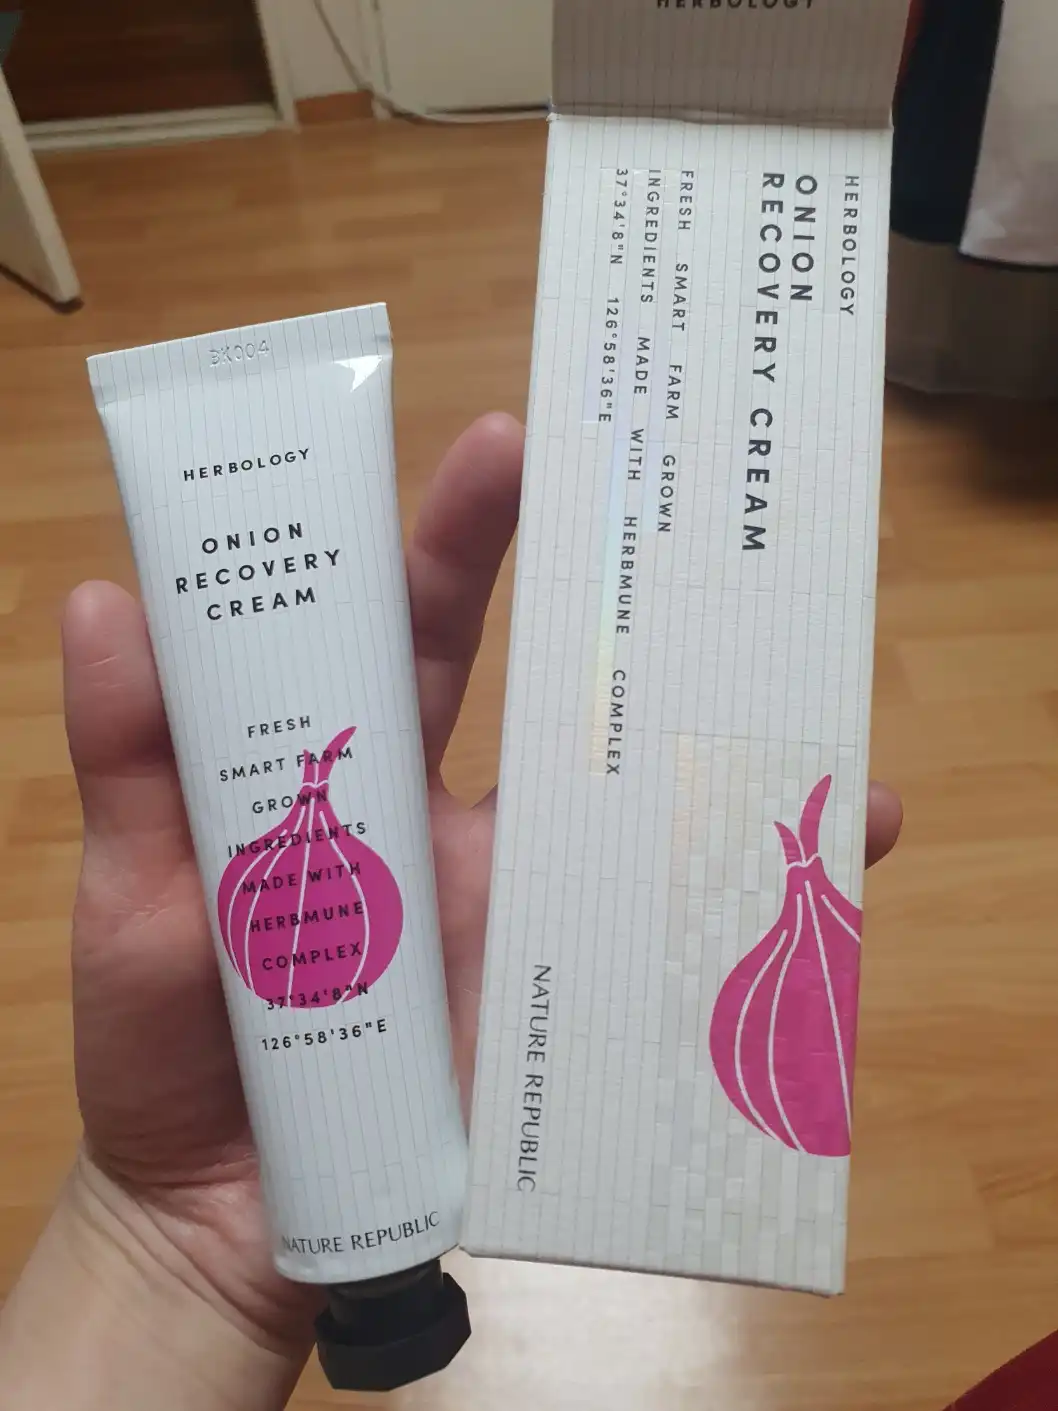 BK004
HERBOLOGY
ONION
RECOVERY
CREAM
FRESH
SMART FARM
GROWN
INGREDIENTS
MADE WITH
HERBMUNE
COMPLEX
37°34'8"N
126°58'36"E
NATURE REPUBLIC
HERBOLOGY
HERBOLOGY
ONION
RECOVERY CREAM
FRESH SMART FARM GROWN
INGREDIENTS MADE WITH HERBMUNE COMPLEX
37°34'8"N 126°58'36"E
NATURE REPUBLIC